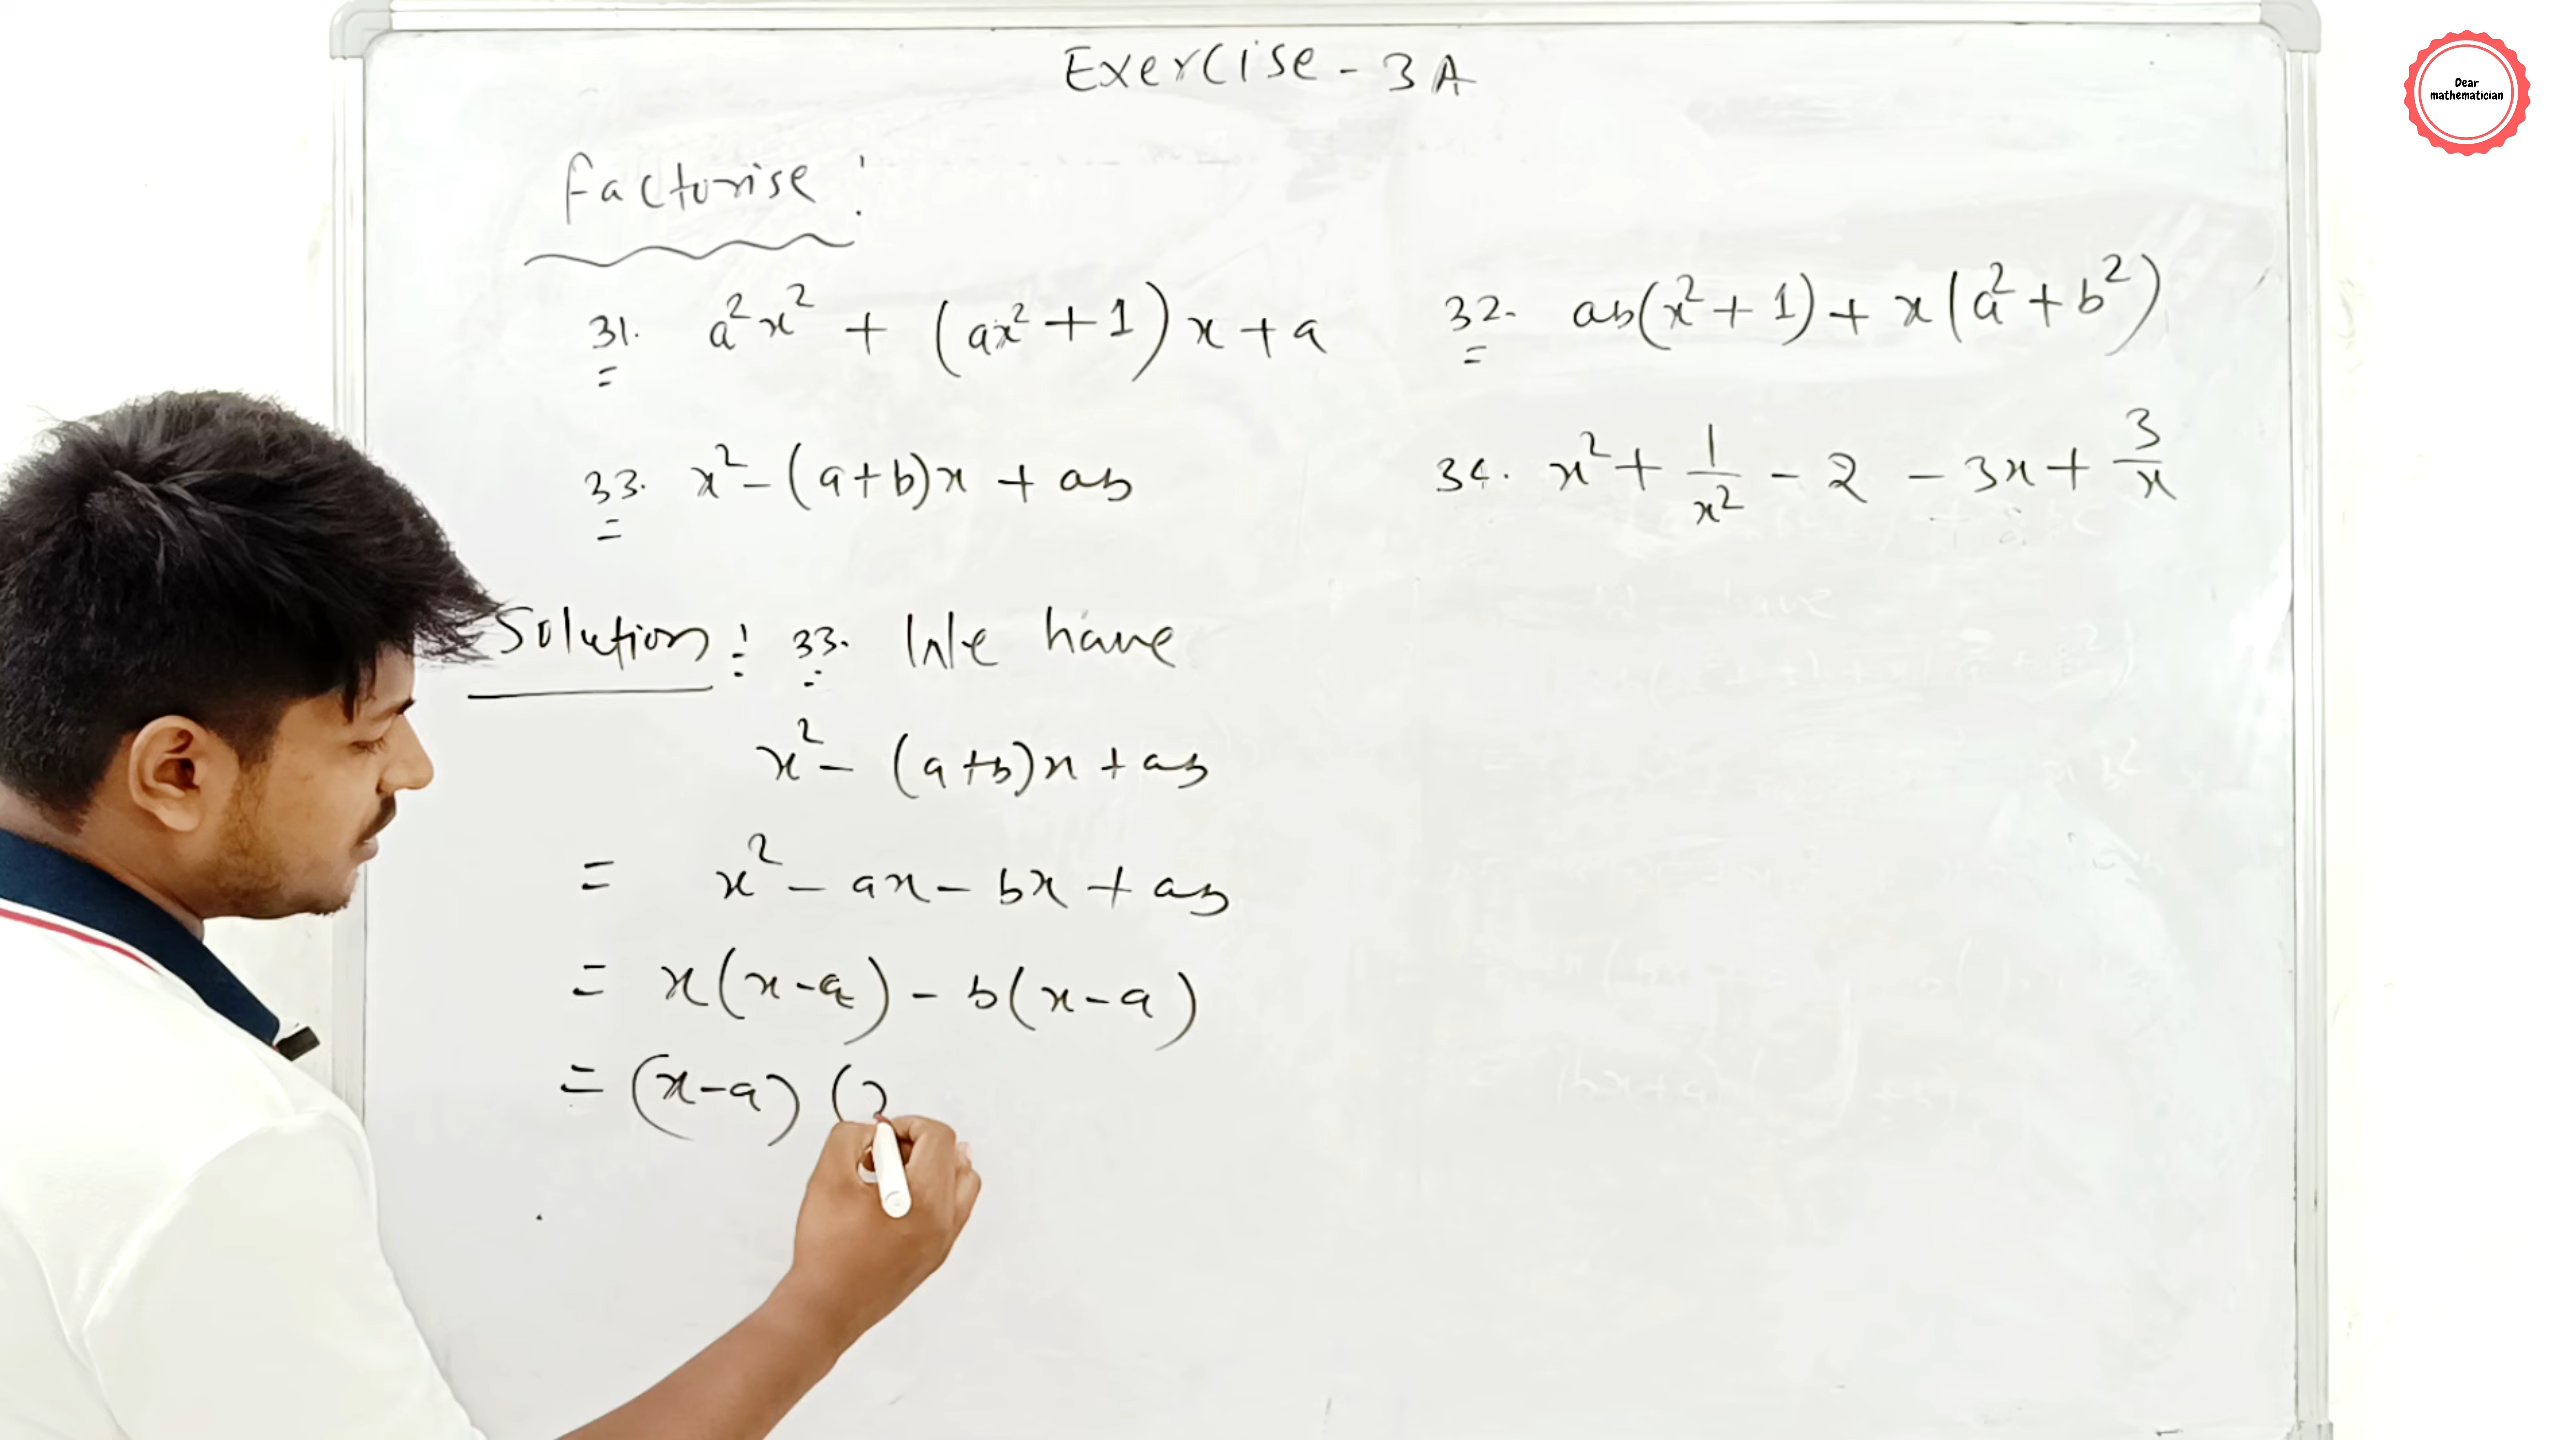 Exercise - 3A
Dear
mathematician
Factorise :
31. a²x² + (ax² + 1)x + a
32. ab(x² + 1) + x(a² + b²)
33. x² - (a+b)x + ab
34. x² + 1/x² - 2 - 3x + 3/x
Solution : 33. We have
x² - (a+b)x + ab
= x² - ax - bx + ab
= x(x-a) - b(x-a)
= (x-a) (